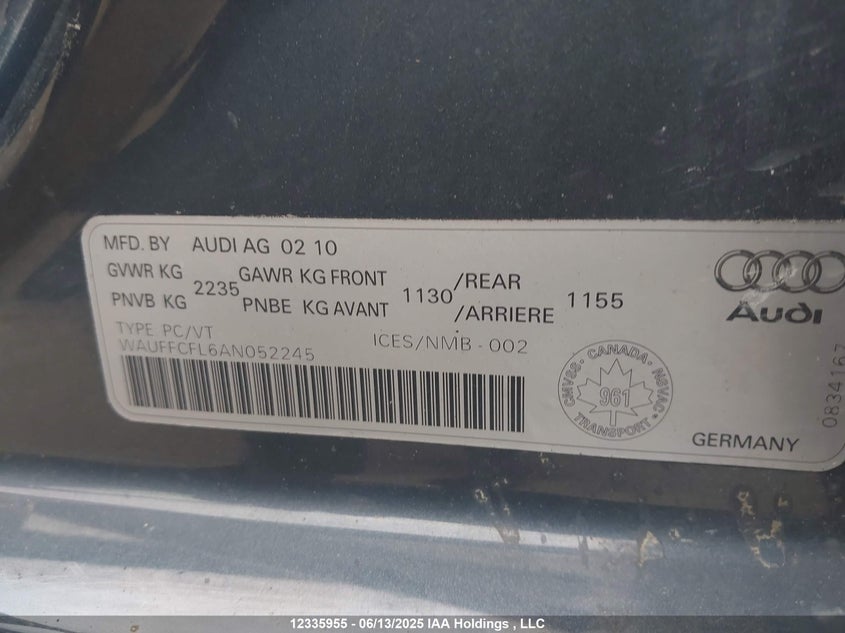 MFD. BY AUDI AG 02 10
GVWR KG 2235 GAWR KG FRONT 1130 /REAR 1155
PNVB KG PNBE KG AVANT /ARRIERE
TYPE PC/VT ICES/NMB - 002
WAUFFCFL6AN052245
CMVSS • CANADA • NSVAC • TRANSPORT •
961
Audi
GERMANY
0834167
12335955 - 06/13/2025 IAA Holdings , LLC